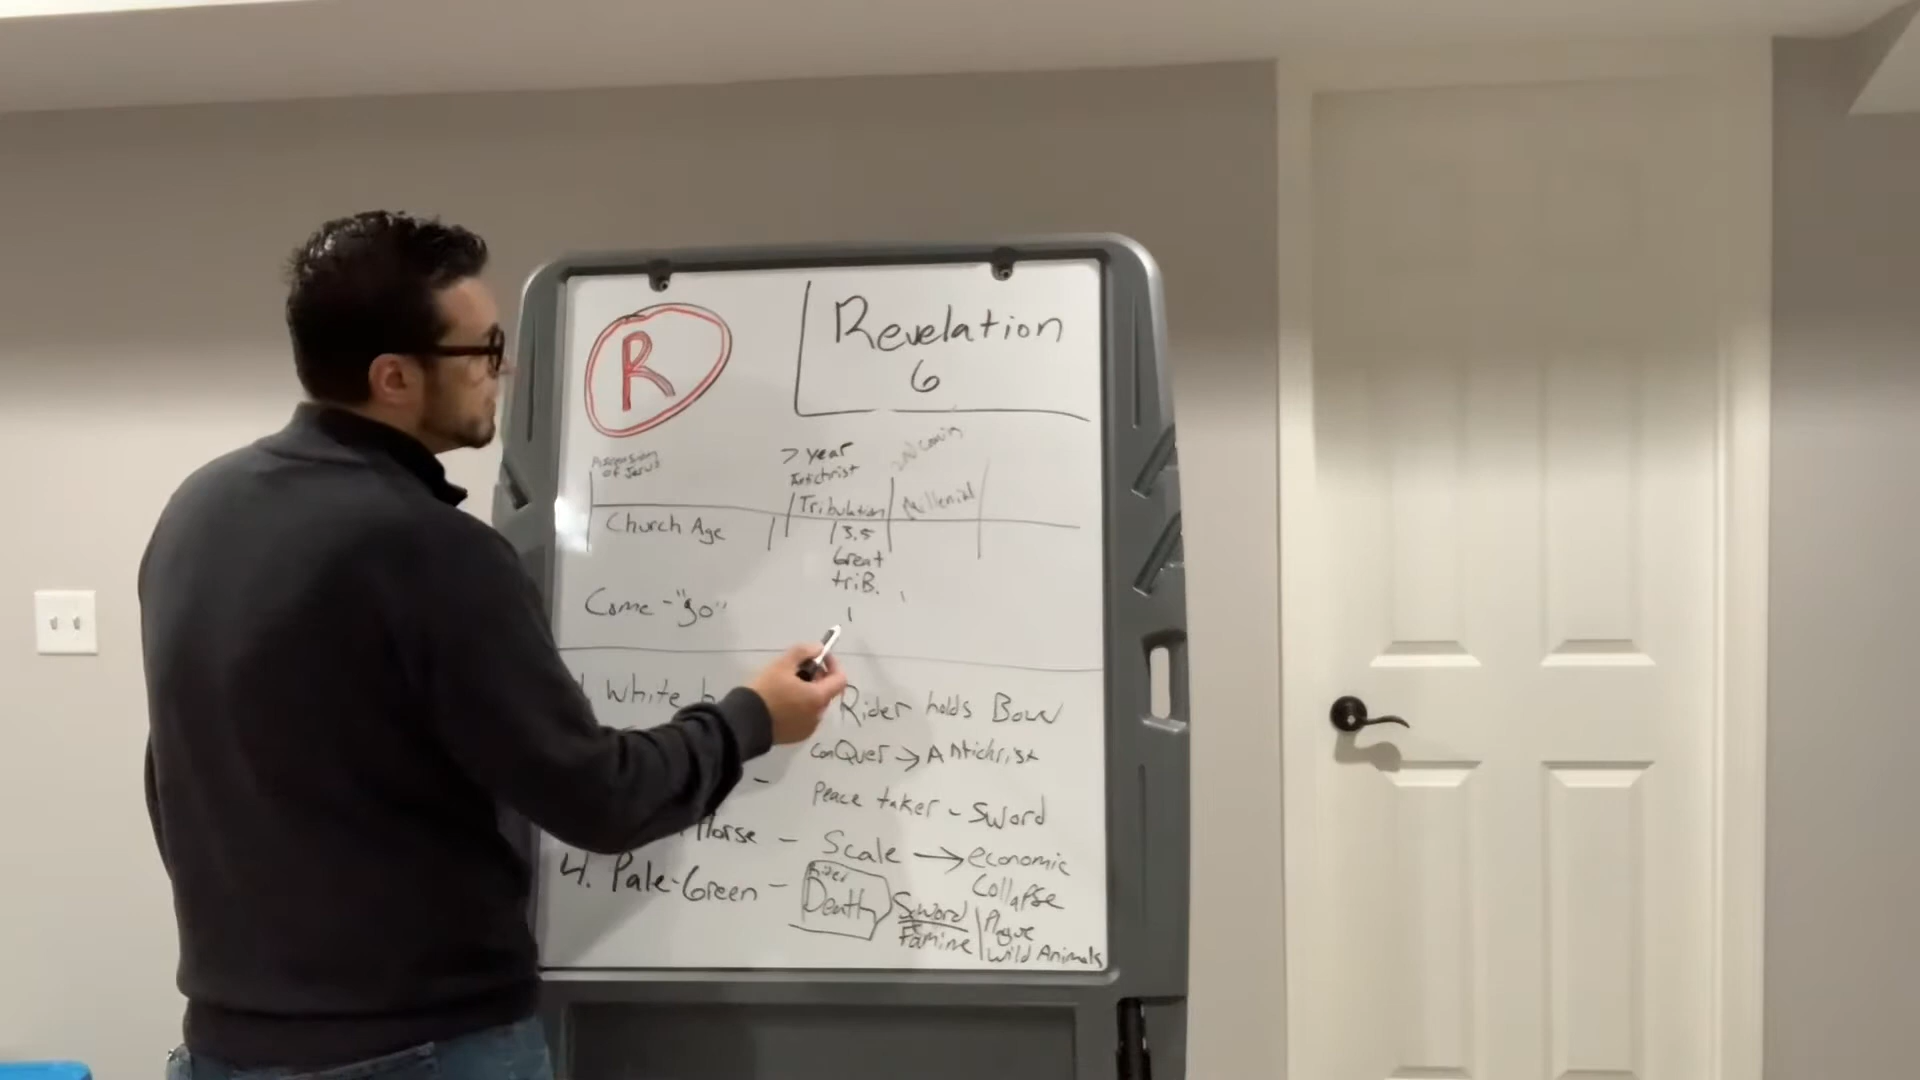 R
Revelation
6
Ascension
of Jesus
7 year
Antichrist
2nd Comin
Tribulation
Millenial
Church Age
3.5
Great
triB.
Come - "go"
White
Rider holds Bow
conQuer → Antichrist
-
Peace taker - Sword
Horse - Scale → economic
Collapse
4. Pale-Green - Rider
Death
Sword
Famine
Plague
Wild Animals